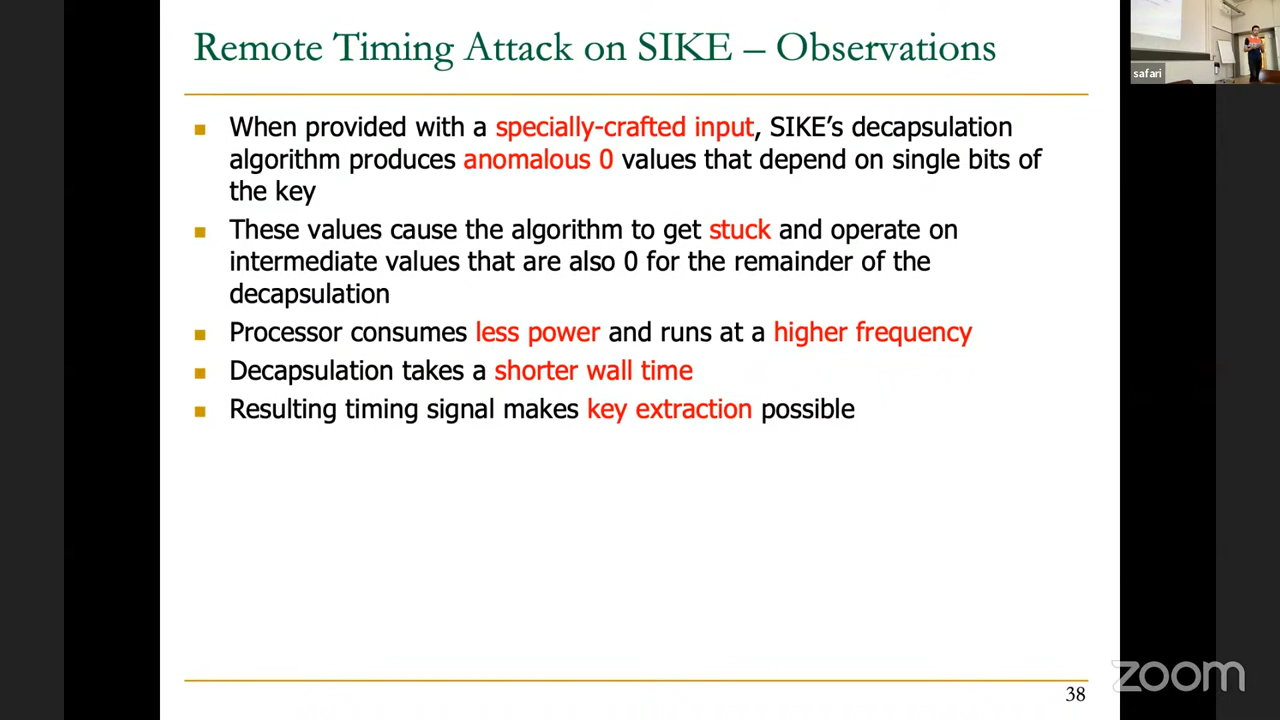 Remote Timing Attack on SIKE – Observations
When provided with a specially-crafted input, SIKE’s decapsulation
algorithm produces anomalous 0 values that depend on single bits of
the key
These values cause the algorithm to get stuck and operate on
intermediate values that are also 0 for the remainder of the
decapsulation
Processor consumes less power and runs at a higher frequency
Decapsulation takes a shorter wall time
Resulting timing signal makes key extraction possible
38
safari
zoom